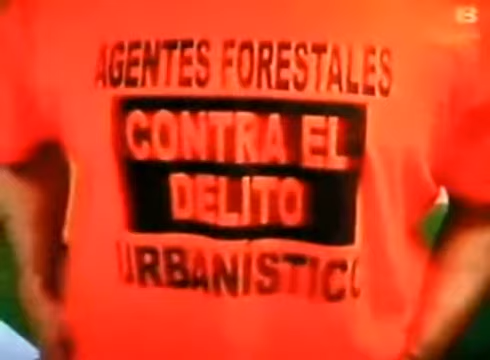 AGENTES FORESTALES
CONTRA EL
DELITO
URBANISTICO